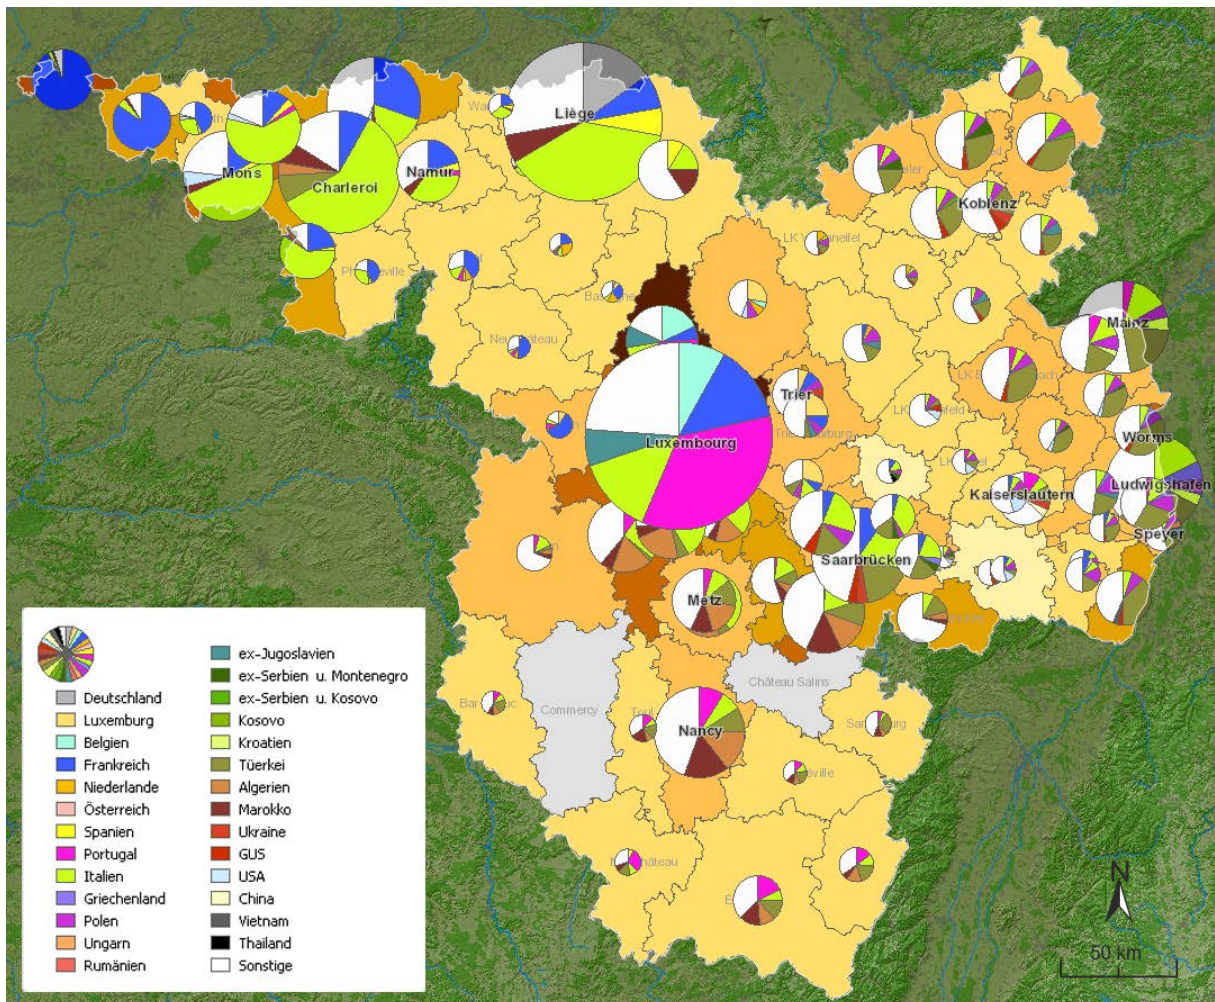 Liège
Mons
Charleroi
Namur
Koblenz
Mainz
Trier
Luxembourg
Worms
Kaiserslautern
Ludwigshafen
Speyer
Saarbrücken
Metz
Château Salins
Commercy
Nancy
Deutschland
Luxemburg
Belgien
Frankreich
Niederlande
Österreich
Spanien
Portugal
Italien
Griechenland
Polen
Ungarn
Rumänien
ex-Jugoslavien
ex-Serbien u. Montenegro
ex-Serbien u. Kosovo
Kosovo
Kroatien
Tüerkei
Algerien
Marokko
Ukraine
GUS
USA
China
Vietnam
Thailand
Sonstige
N
50 km